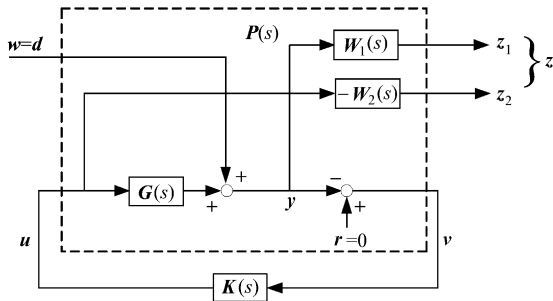 P(s)
W₁(s)
z₁
w=d
z
−W₂(s)
z₂
+
G(s)
+
y
−
+
r=0
u
v
K(s)